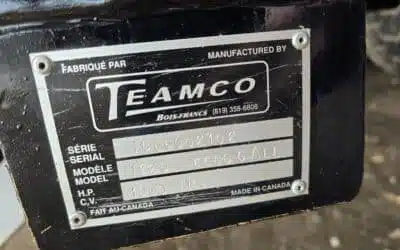 FABRIQUÉ PAR
MANUFACTURED BY
TEAMCO
BOIS-FRANCS
(819) 358-6808
SÉRIE
SERIAL
MODÈLE
MODEL
H.P.
C.V.
MADE IN CANADA
FAIT AU CANADA